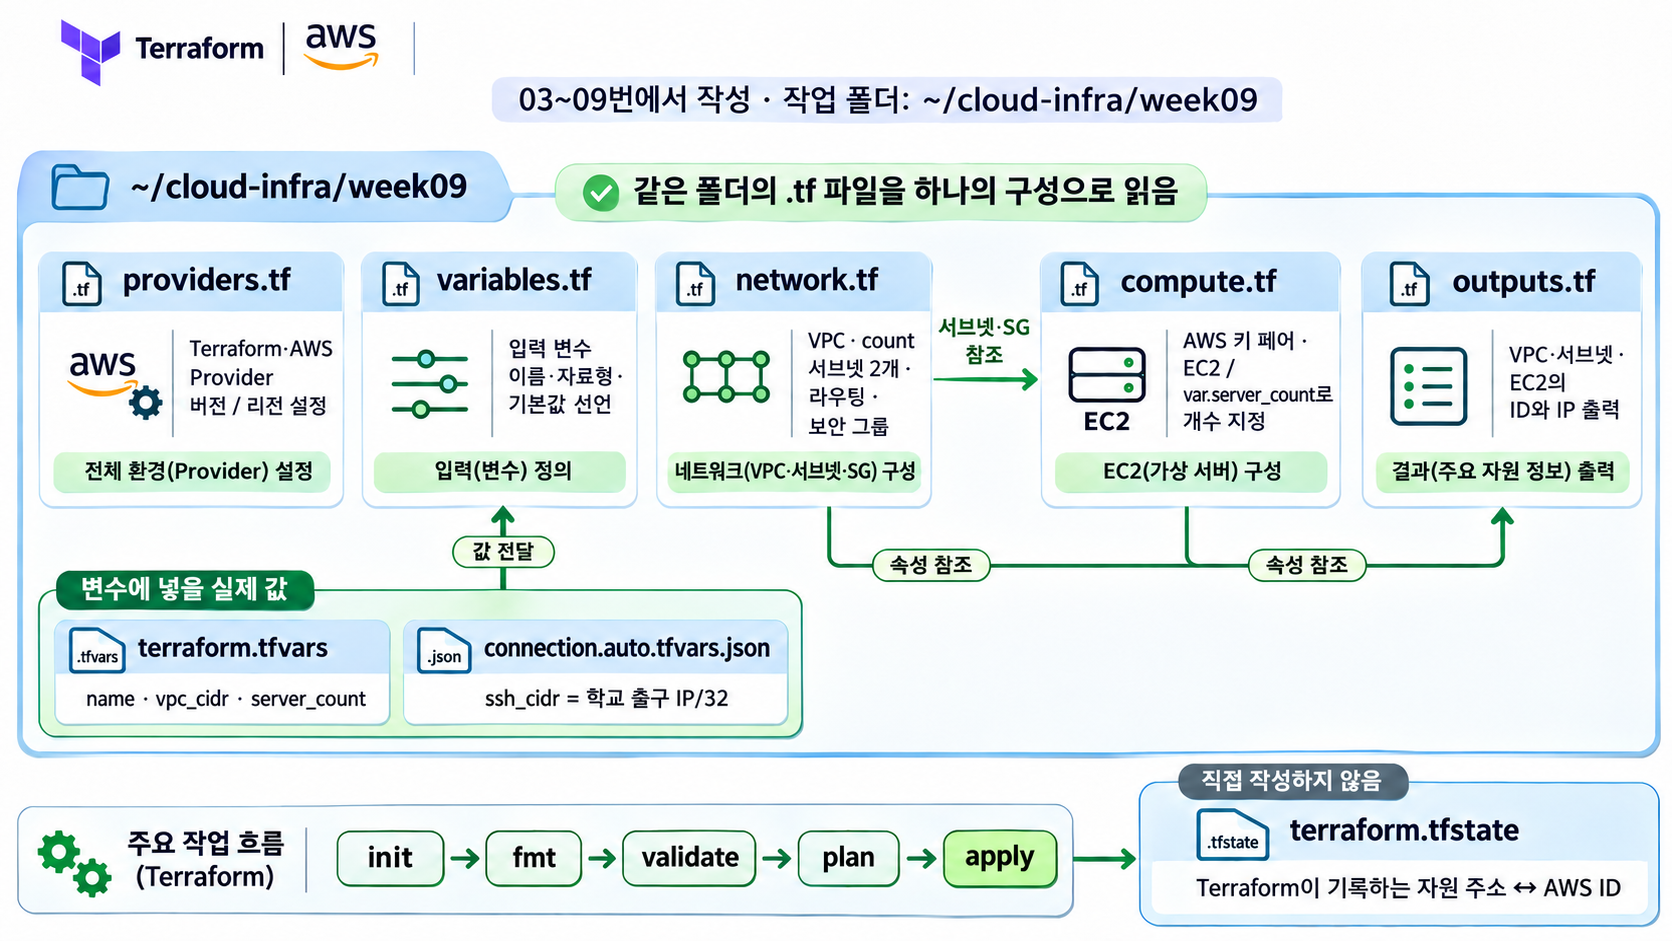 Terraform
aws
03~09번에서 작성 · 작업 폴더: ~/cloud-infra/week09
~/cloud-infra/week09
같은 폴더의 .tf 파일을 하나의 구성으로 읽음
.tf
providers.tf
aws
Terraform·AWS
Provider
버전 / 리전 설정
전체 환경(Provider) 설정
.tf
variables.tf
입력 변수
이름·자료형·
기본값 선언
입력(변수) 정의
.tf
network.tf
VPC · count
서브넷 2개 ·
라우팅 ·
보안 그룹
네트워크(VPC·서브넷·SG) 구성
서브넷·SG
참조
.tf
compute.tf
EC2
AWS 키 페어 ·
EC2 /
var.server_count로
개수 지정
EC2(가상 서버) 구성
.tf
outputs.tf
VPC·서브넷·
EC2의
ID와 IP 출력
결과(주요 자원 정보) 출력
값 전달
속성 참조
속성 참조
변수에 넣을 실제 값
.tfvars
terraform.tfvars
name · vpc_cidr · server_count
.json
connection.auto.tfvars.json
ssh_cidr = 학교 출구 IP/32
주요 작업 흐름
(Terraform)
init
fmt
validate
plan
apply
직접 작성하지 않음
.tfstate
terraform.tfstate
Terraform이 기록하는 자원 주소 ↔ AWS ID